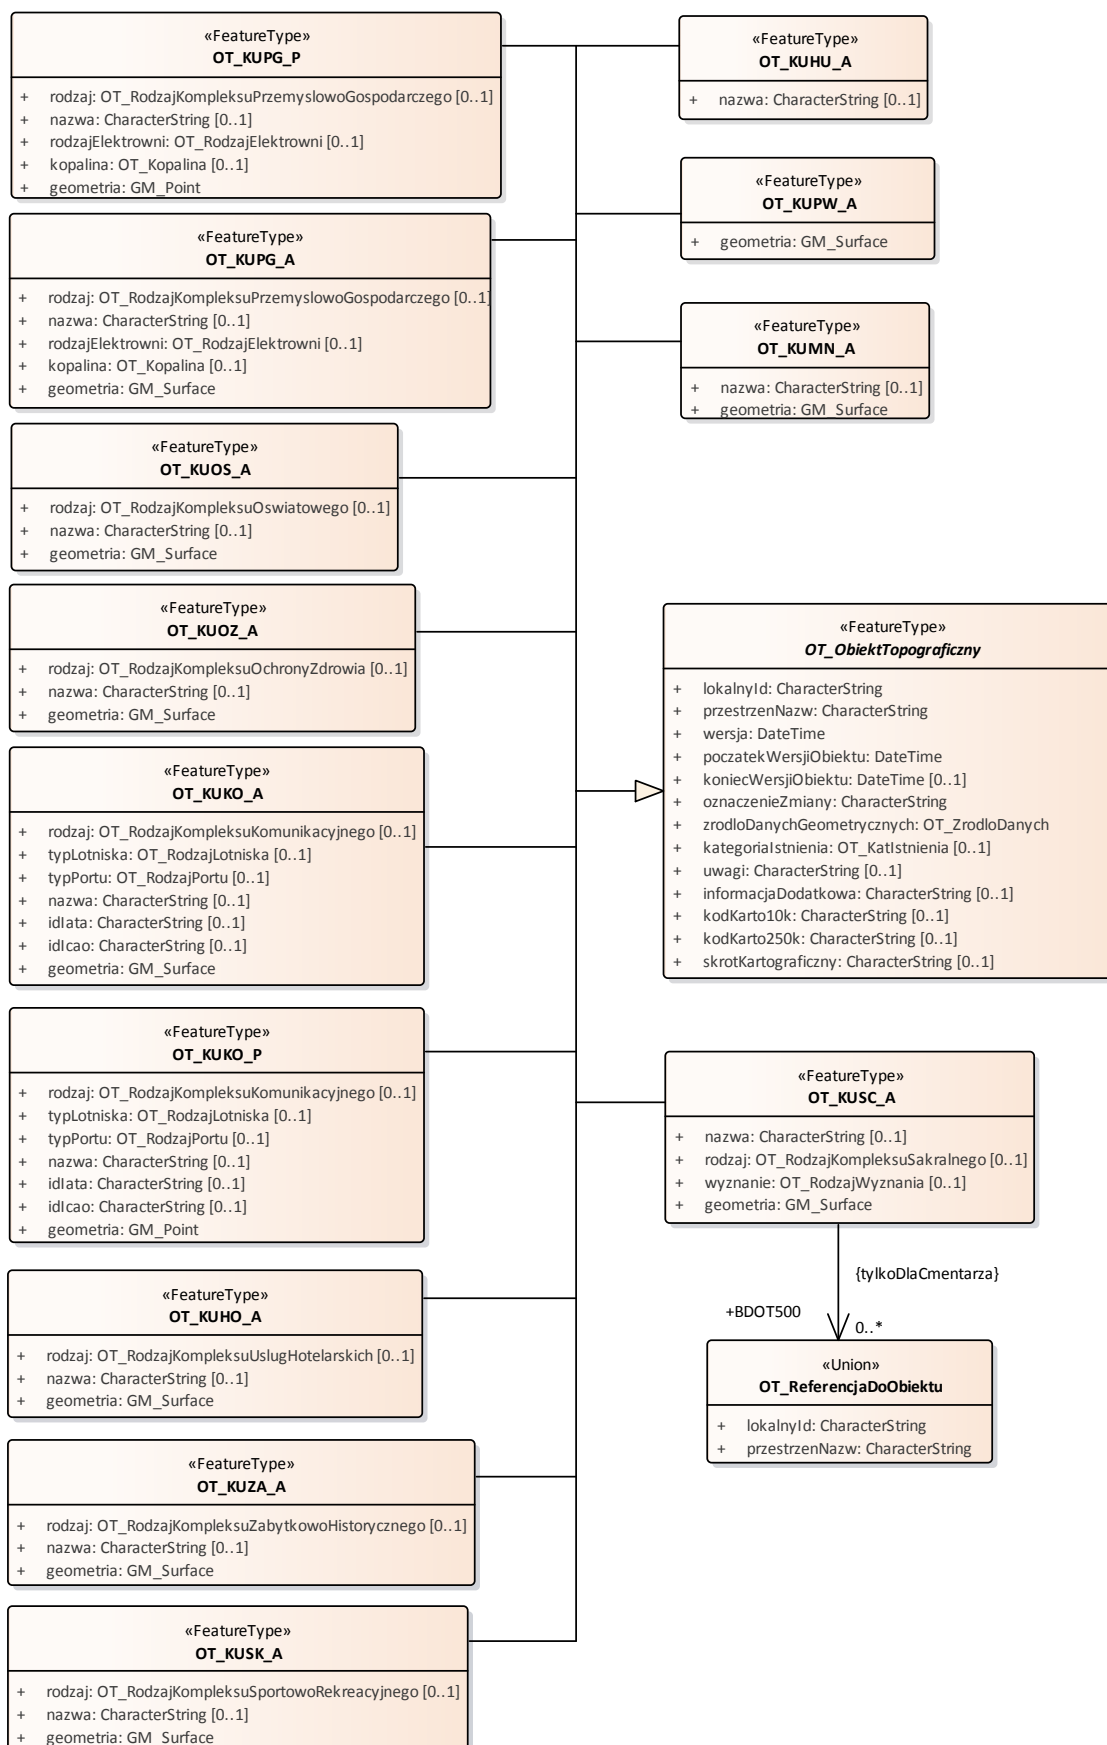 «FeatureType»
OT_KUPG_P
+ rodzaj: OT_RodzajKompleksuPrzemyslowoGospodarczego [0..1]
+ nazwa: CharacterString [0..1]
+ rodzajElektrowni: OT_RodzajElektrowni [0..1]
+ kopalina: OT_Kopalina [0..1]
+ geometria: GM_Point
«FeatureType»
OT_KUPG_A
+ rodzaj: OT_RodzajKompleksuPrzemyslowoGospodarczego [0..1]
+ nazwa: CharacterString [0..1]
+ rodzajElektrowni: OT_RodzajElektrowni [0..1]
+ kopalina: OT_Kopalina [0..1]
+ geometria: GM_Surface
«FeatureType»
OT_KUOS_A
+ rodzaj: OT_RodzajKompleksuOswiatowego [0..1]
+ nazwa: CharacterString [0..1]
+ geometria: GM_Surface
«FeatureType»
OT_KUOZ_A
+ rodzaj: OT_RodzajKompleksuOchronyZdrowia [0..1]
+ nazwa: CharacterString [0..1]
+ geometria: GM_Surface
«FeatureType»
OT_KUKO_A
+ rodzaj: OT_RodzajKompleksuKomunikacyjnego [0..1]
+ typLotniska: OT_RodzajLotniska [0..1]
+ typPortu: OT_RodzajPortu [0..1]
+ nazwa: CharacterString [0..1]
+ idIata: CharacterString [0..1]
+ idIcao: CharacterString [0..1]
+ geometria: GM_Surface
«FeatureType»
OT_KUKO_P
+ rodzaj: OT_RodzajKompleksuKomunikacyjnego [0..1]
+ typLotniska: OT_RodzajLotniska [0..1]
+ typPortu: OT_RodzajPortu [0..1]
+ nazwa: CharacterString [0..1]
+ idIata: CharacterString [0..1]
+ idIcao: CharacterString [0..1]
+ geometria: GM_Point
«FeatureType»
OT_KUHO_A
+ rodzaj: OT_RodzajKompleksuUslugHotelarskich [0..1]
+ nazwa: CharacterString [0..1]
+ geometria: GM_Surface
«FeatureType»
OT_KUZA_A
+ rodzaj: OT_RodzajKompleksuZabytkowoHistorycznego [0..1]
+ nazwa: CharacterString [0..1]
+ geometria: GM_Surface
«FeatureType»
OT_KUSK_A
+ rodzaj: OT_RodzajKompleksuSportowoRekreacyjnego [0..1]
+ nazwa: CharacterString [0..1]
+ geometria: GM_Surface
«FeatureType»
OT_KUHU_A
+ nazwa: CharacterString [0..1]
«FeatureType»
OT_KUPW_A
+ geometria: GM_Surface
«FeatureType»
OT_KUMN_A
+ nazwa: CharacterString [0..1]
+ geometria: GM_Surface
«FeatureType»
OT_ObiektTopograficzny
+ lokalnyId: CharacterString
+ przestrzenNazw: CharacterString
+ wersja: DateTime
+ poczatekWersjiObiektu: DateTime
+ koniecWersjiObiektu: DateTime [0..1]
+ oznaczenieZmiany: CharacterString
+ zrodloDanychGeometrycznych: OT_ZrodloDanych
+ kategoriaIstnienia: OT_KatIstnienia [0..1]
+ uwagi: CharacterString [0..1]
+ informacjaDodatkowa: CharacterString [0..1]
+ kodKarto10k: CharacterString [0..1]
+ kodKarto250k: CharacterString [0..1]
+ skrotKartograficzny: CharacterString [0..1]
«FeatureType»
OT_KUSC_A
+ nazwa: CharacterString [0..1]
+ rodzaj: OT_RodzajKompleksuSakralnego [0..1]
+ wyznanie: OT_RodzajWyznania [0..1]
+ geometria: GM_Surface
{tylkoDlaCmentarza}
+BDOT500
0..*
«Union»
OT_ReferencjaDoObiektu
+ lokalnyId: CharacterString
+ przestrzenNazw: CharacterString